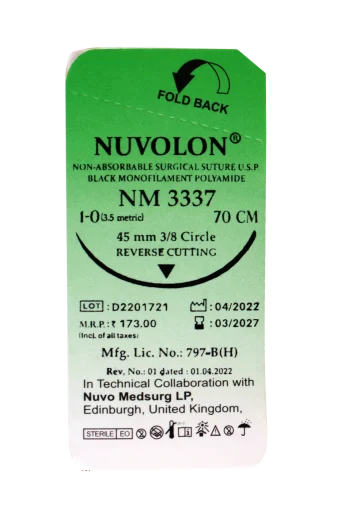 FOLD BACK
NUVOLON®
NON-ABSORBABLE SURGICAL SUTURE U.S.P.
BLACK MONOFILAMENT POLYAMIDE
NM 3337
1-0(3.5 metric) 70 CM
45 mm 3/8 Circle
REVERSE CUTTING
LOT : D2201721 : 04/2022
M.R.P.: ₹ 173.00 : 03/2027
(Incl. of all taxes)
Mfg. Lic. No.: 797-B(H)
Rev. No.: 01 dated : 01.04.2022
In Technical Collaboration with
Nuvo Medsurg LP,
Edinburgh, United Kingdom,
STERILE EO